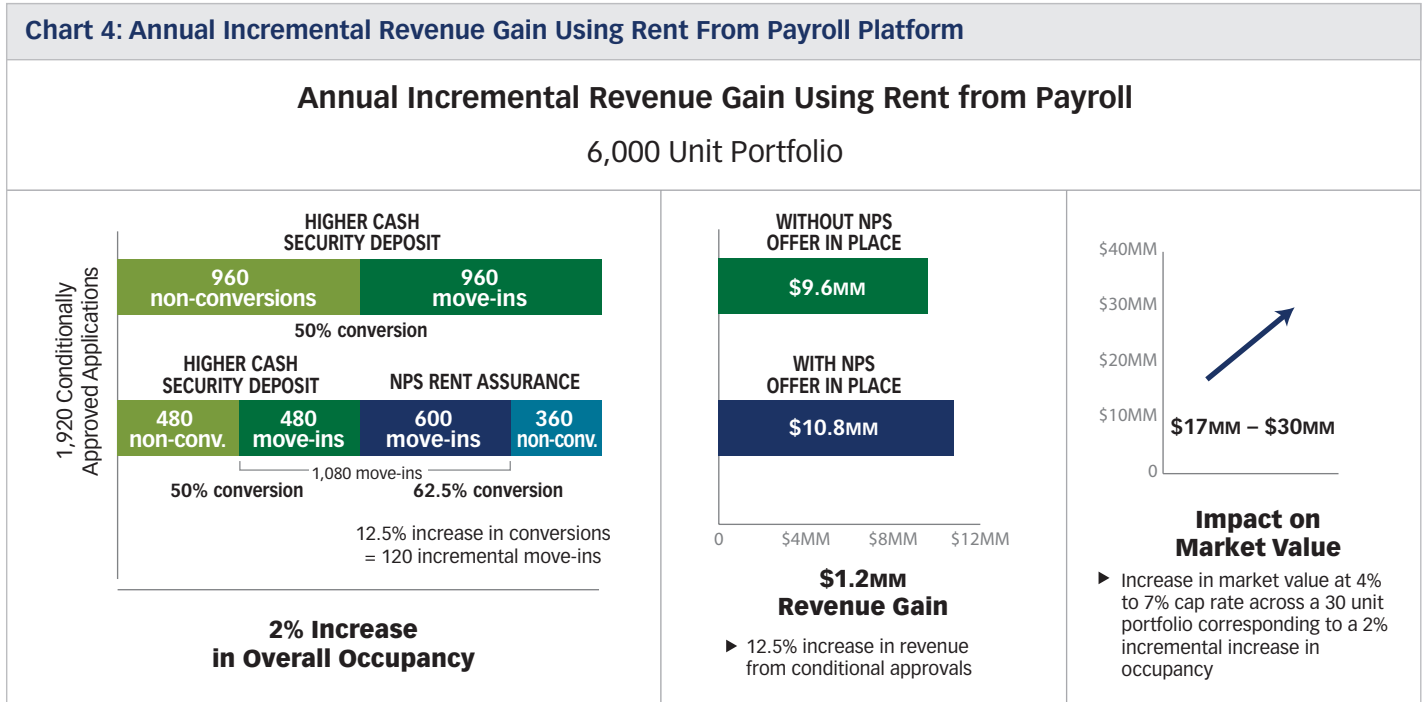 Chart 4: Annual Incremental Revenue Gain Using Rent From Payroll Platform
Annual Incremental Revenue Gain Using Rent from Payroll
6,000 Unit Portfolio
1,920 Conditionally
Approved Applications
HIGHER CASH
SECURITY DEPOSIT
960
non-conversions
960
move-ins
50% conversion
HIGHER CASH
SECURITY DEPOSIT
NPS RENT ASSURANCE
480
non-conv.
480
move-ins
600
move-ins
360
non-conv.
1,080 move-ins
50% conversion
62.5% conversion
12.5% increase in conversions
= 120 incremental move-ins
2% Increase
in Overall Occupancy
WITHOUT NPS
OFFER IN PLACE
$9.6MM
WITH NPS
OFFER IN PLACE
$10.8MM
0 $4MM $8MM $12MM
$1.2MM
Revenue Gain
▶ 12.5% increase in revenue
from conditional approvals
$40MM
$30MM
$20MM
$10MM
0
$17MM – $30MM
Impact on
Market Value
▶ Increase in market value at 4%
to 7% cap rate across a 30 unit
portfolio corresponding to a 2%
incremental increase in
occupancy